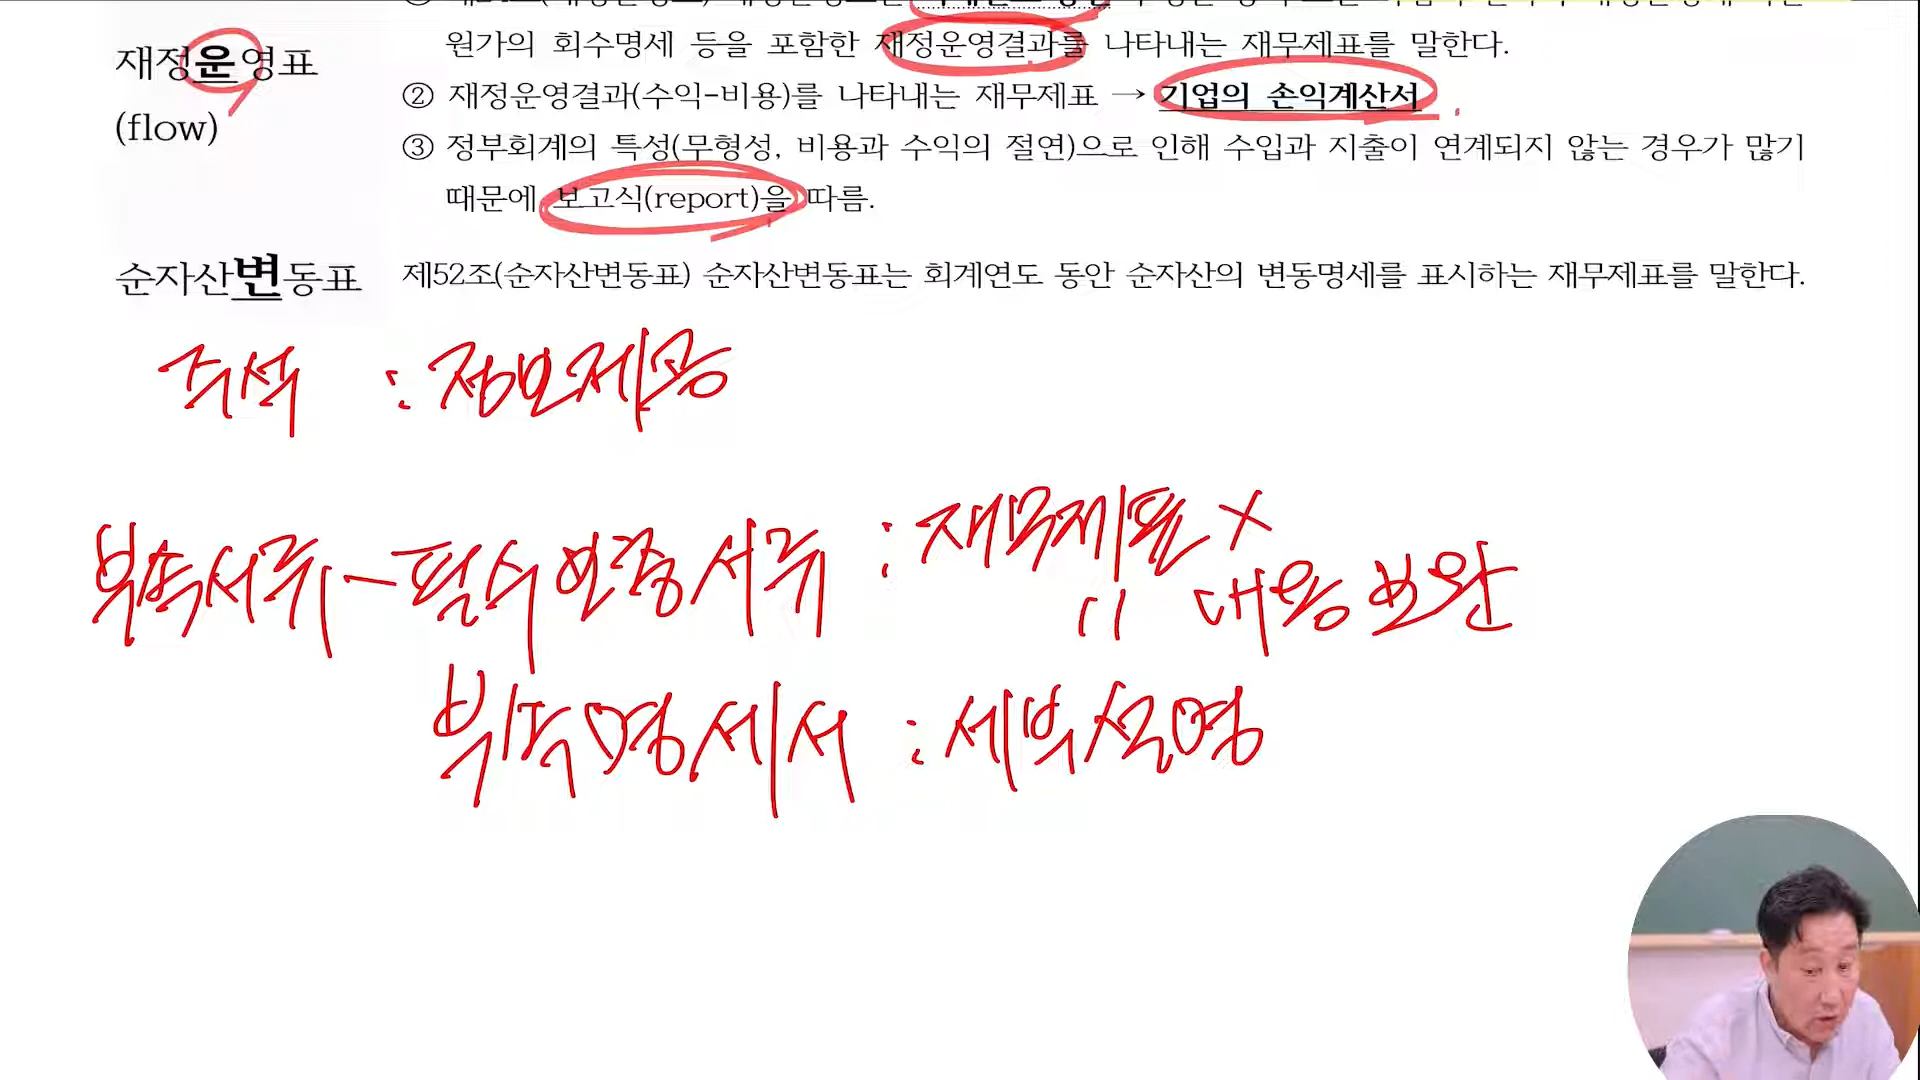 원가의 회수명세 등을 포함한 재정운영결과를 나타내는 재무제표를 말한다.
재정운영표
(flow)
② 재정운영결과(수익-비용)를 나타내는 재무제표 → 기업의 손익계산서
③ 정부회계의 특성(무형성, 비용과 수익의 절연)으로 인해 수입과 지출이 연계되지 않는 경우가 많기
때문에 보고식(report)을 따름.
순자산변동표 제52조(순자산변동표) 순자산변동표는 회계연도 동안 순자산의 변동명세를 표시하는 재무제표를 말한다.
주석 : 정보제공
부속서류 - 필수보충서류 : 재무제표 X
내용보완
부속명세서 : 세부설명